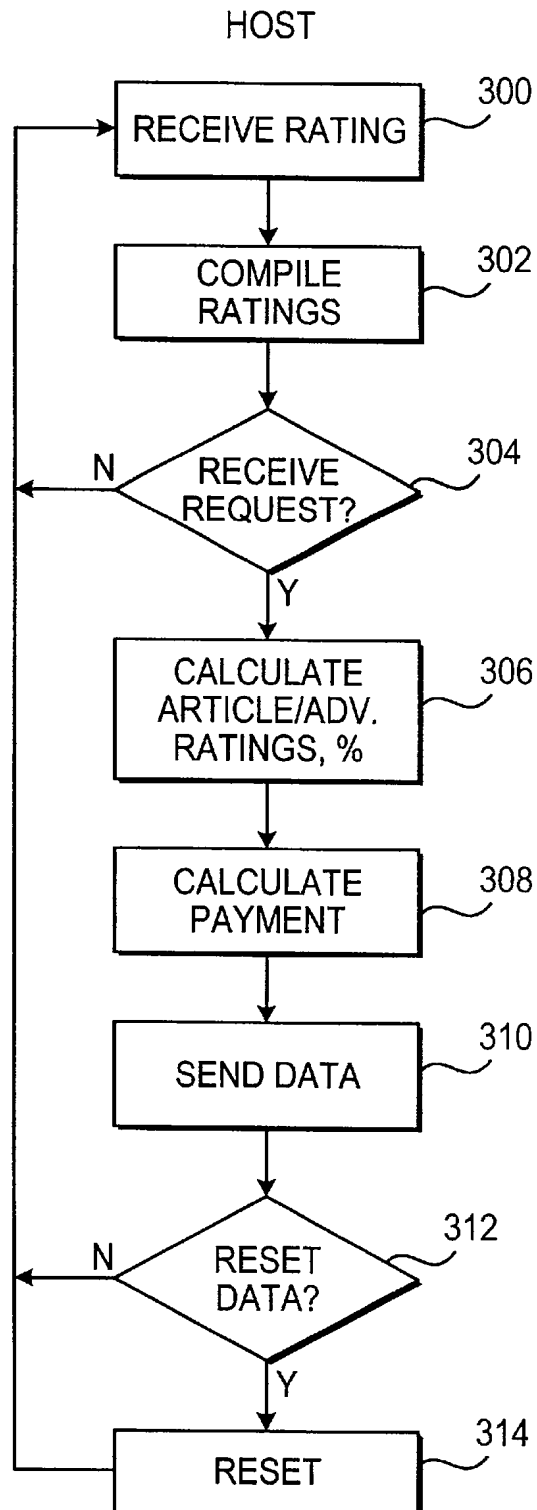 HOST
RECEIVE RATING
300
COMPILE
RATINGS
302
RECEIVE
REQUEST?
304
N
Y
CALCULATE
ARTICLE/ADV.
RATINGS, %
306
CALCULATE
PAYMENT
308
SEND DATA
310
RESET
DATA?
312
N
Y
RESET
314